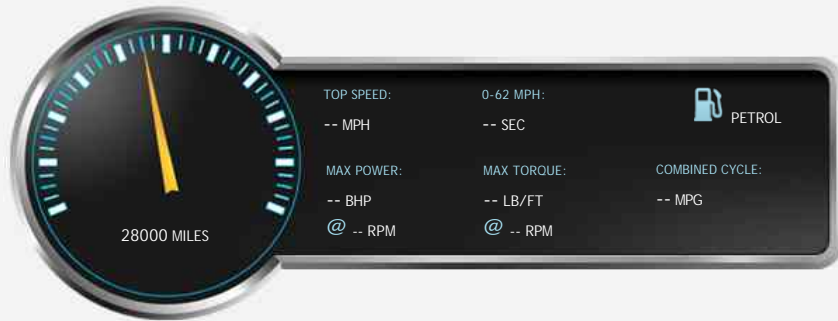 TOP SPEED:
-- MPH
0-62 MPH:
-- SEC
PETROL
MAX POWER:
-- BHP
@ -- RPM
MAX TORQUE:
-- LB/FT
@ -- RPM
COMBINED CYCLE:
-- MPG
28000 MILES